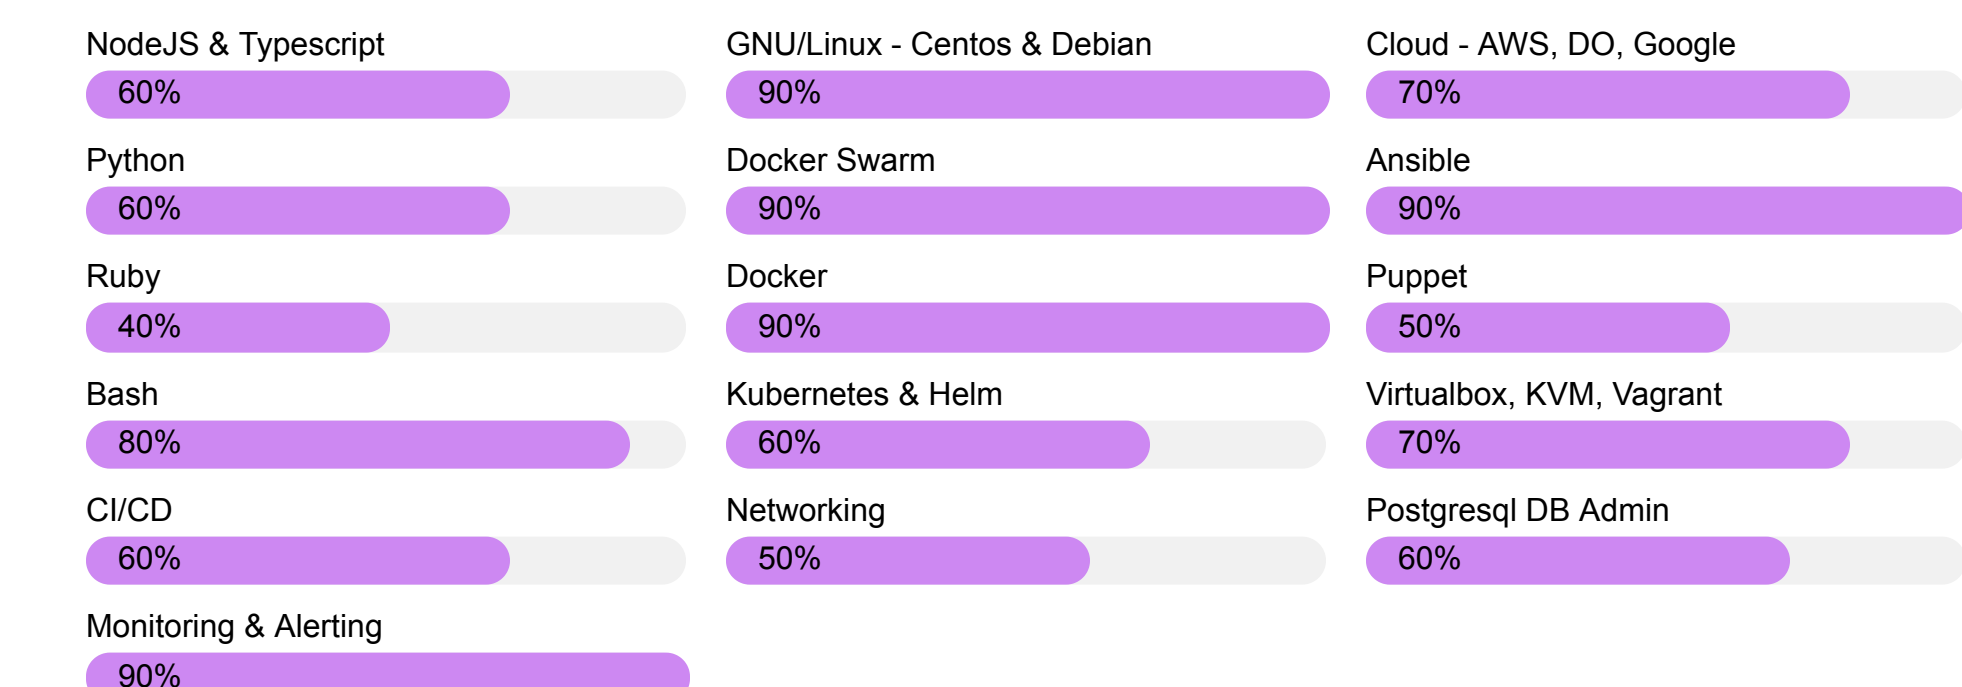 NodeJS & Typescript
60%
Python
60%
Ruby
40%
Bash
80%
CI/CD
60%
Monitoring & Alerting
90%
GNU/Linux - Centos & Debian
90%
Docker Swarm
90%
Docker
90%
Kubernetes & Helm
60%
Networking
50%
Cloud - AWS, DO, Google
70%
Ansible
90%
Puppet
50%
Virtualbox, KVM, Vagrant
70%
Postgresql DB Admin
60%